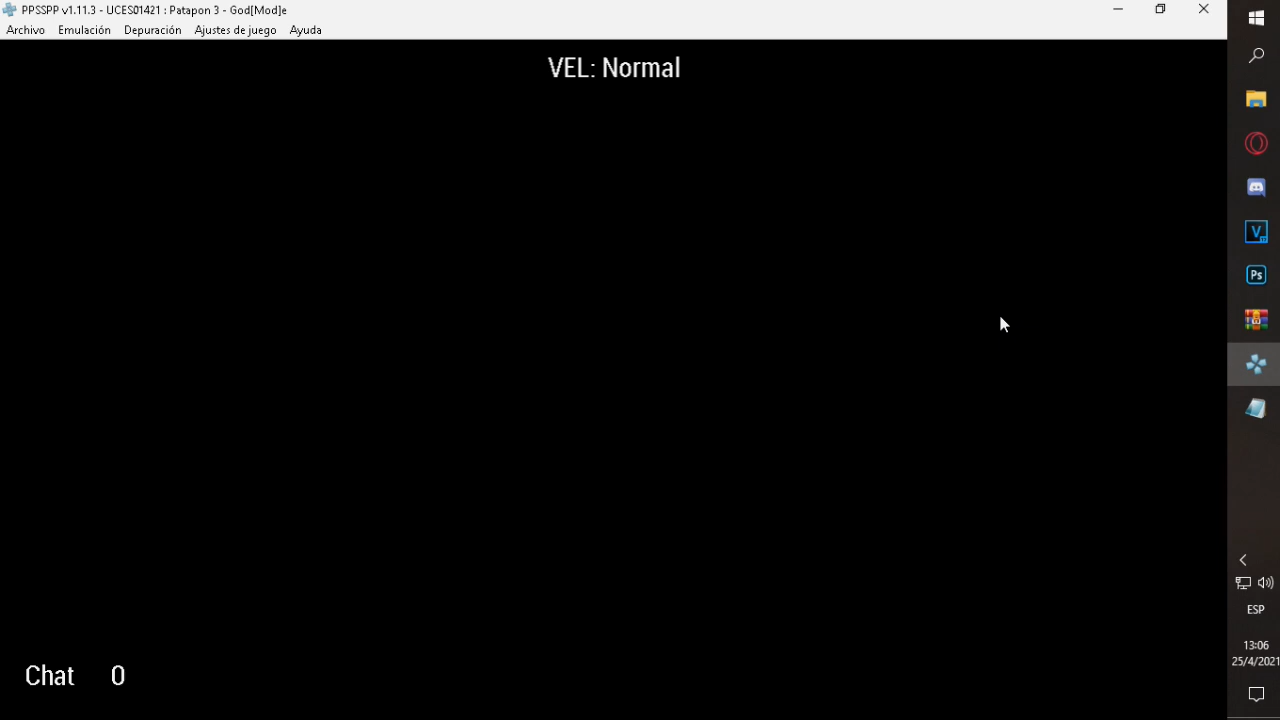 PPSSPP v1.11.3 - UCES01421 : Patapon 3 - God[Mod]e
Archivo Emulación Depuración Ajustes de juego Ayuda
VEL: Normal
V
Ps
ESP
13:06
25/4/2021
Chat 0